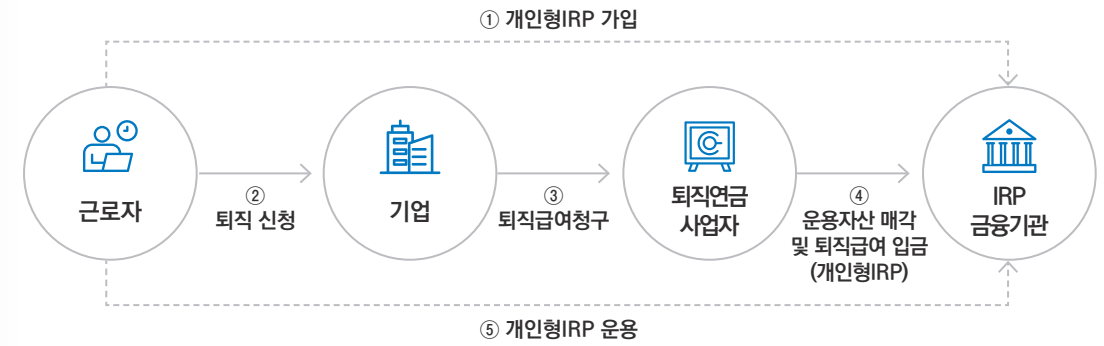 ① 개인형IRP 가입
근로자
②
퇴직 신청
기업
③
퇴직급여청구
퇴직연금
사업자
④
운용자산 매각
및 퇴직급여 입금
(개인형IRP)
IRP
금융기관
⑤ 개인형IRP 운용